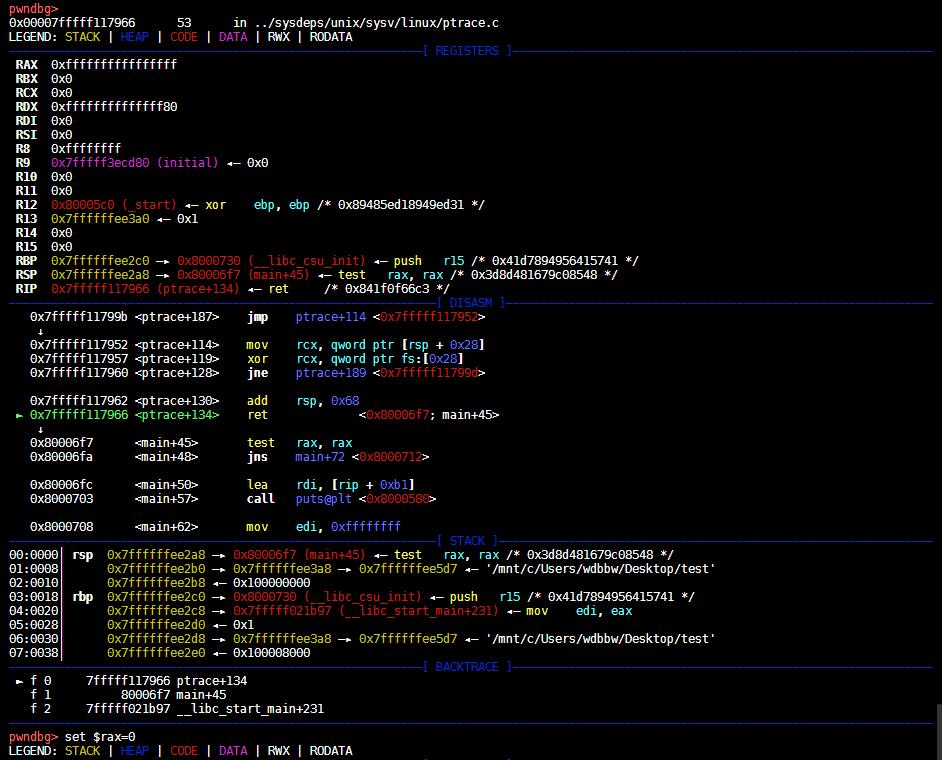 pwndbg>
0x00007fffff117966      53      in ../sysdeps/unix/sysv/linux/ptrace.c
LEGEND: STACK | HEAP | CODE | DATA | RWX | RODATA
[ REGISTERS ]
RAX  0xffffffffffffffff
RBX  0x0
RCX  0x0
RDX  0xffffffffffffff80
RDI  0x0
RSI  0x0
R8   0xffffffff
R9   0x7fffff3ecd80 (initial) ◂— 0x0
R10  0x0
R11  0x0
R12  0x80005c0 (_start) ◂— xor    ebp, ebp /* 0x89485ed18949ed31 */
R13  0x7ffffffee3a0 ◂— 0x1
R14  0x0
R15  0x0
RBP  0x7ffffffee2c0 —▸ 0x8000730 (__libc_csu_init) ◂— push   r15 /* 0x41d7894956415741 */
RSP  0x7ffffffee2a8 —▸ 0x80006f7 (main+45) ◂— test   rax, rax /* 0x3d8d481679c08548 */
RIP  0x7fffff117966 (ptrace+134) ◂— ret     /* 0x841f0f66c3 */
[ DISASM ]
0x7fffff11799b <ptrace+187>    jmp    ptrace+114 <0x7fffff117952>
↓
0x7fffff117952 <ptrace+114>    mov    rcx, qword ptr [rsp + 0x28]
0x7fffff117957 <ptrace+119>    xor    rcx, qword ptr fs:[0x28]
0x7fffff117960 <ptrace+128>    jne    ptrace+189 <0x7fffff11799d>
0x7fffff117962 <ptrace+130>    add    rsp, 0x68
► 0x7fffff117966 <ptrace+134>    ret    <0x80006f7; main+45>
↓
0x80006f7      <main+45>       test   rax, rax
0x80006fa      <main+48>       jns    main+72 <0x8000712>
0x80006fc      <main+50>       lea    rdi, [rip + 0xb1]
0x8000703      <main+57>       call   puts@plt <0x8000580>
0x8000708      <main+62>       mov    edi, 0xffffffff
[ STACK ]
00:0000│ rsp  0x7ffffffee2a8 —▸ 0x80006f7 (main+45) ◂— test   rax, rax /* 0x3d8d481679c08548 */
01:0008│      0x7ffffffee2b0 —▸ 0x7ffffffee3a8 —▸ 0x7ffffffee5d7 ◂— '/mnt/c/Users/wdbbw/Desktop/test'
02:0010│      0x7ffffffee2b8 ◂— 0x100000000
03:0018│ rbp  0x7ffffffee2c0 —▸ 0x8000730 (__libc_csu_init) ◂— push   r15 /* 0x41d7894956415741 */
04:0020│      0x7ffffffee2c8 —▸ 0x7fffff021b97 (__libc_start_main+231) ◂— mov    edi, eax
05:0028│      0x7ffffffee2d0 ◂— 0x1
06:0030│      0x7ffffffee2d8 —▸ 0x7ffffffee3a8 —▸ 0x7ffffffee5d7 ◂— '/mnt/c/Users/wdbbw/Desktop/test'
07:0038│      0x7ffffffee2e0 ◂— 0x100008000
[ BACKTRACE ]
► f 0     7fffff117966 ptrace+134
f 1          80006f7 main+45
f 2     7fffff021b97 __libc_start_main+231
pwndbg> set $rax=0
LEGEND: STACK | HEAP | CODE | DATA | RWX | RODATA